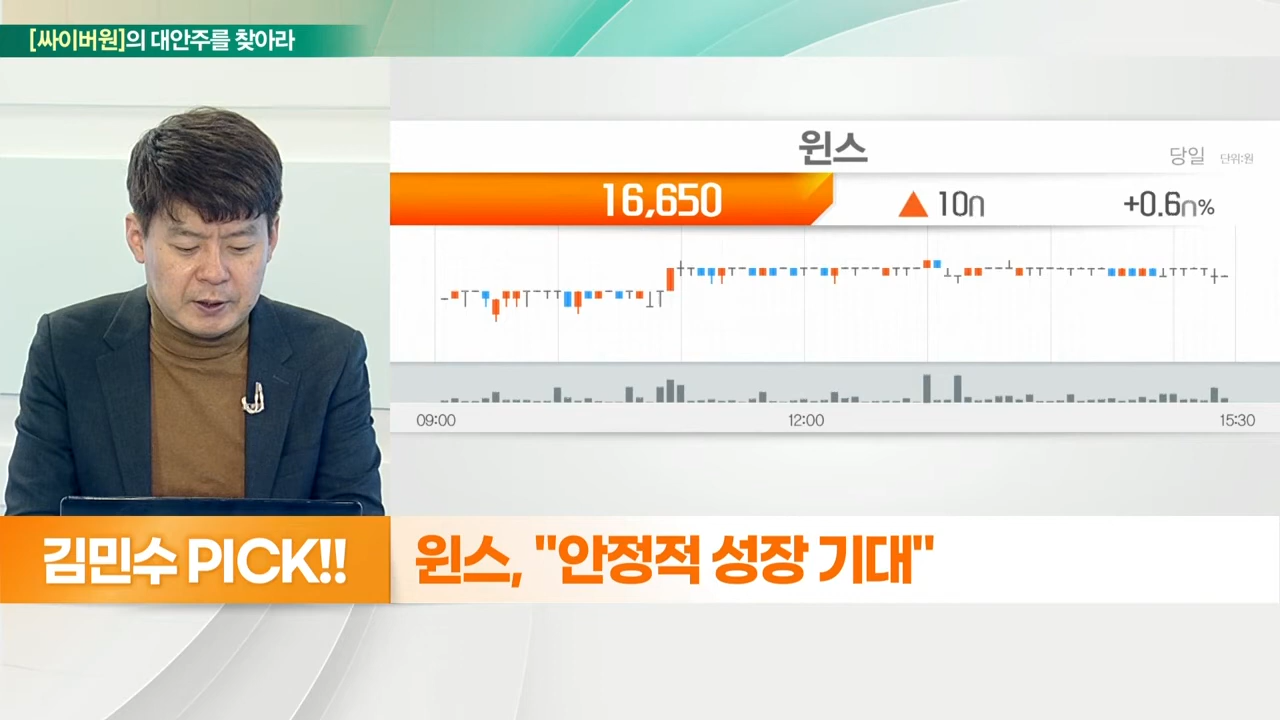 [싸이버원]의 대안주를 찾아라
윈스
당일
단위:원
16,650
▲
+0.6
%
09:00
12:00
15:30
김민수 PICK!!
윈스, "안정적 성장 기대"